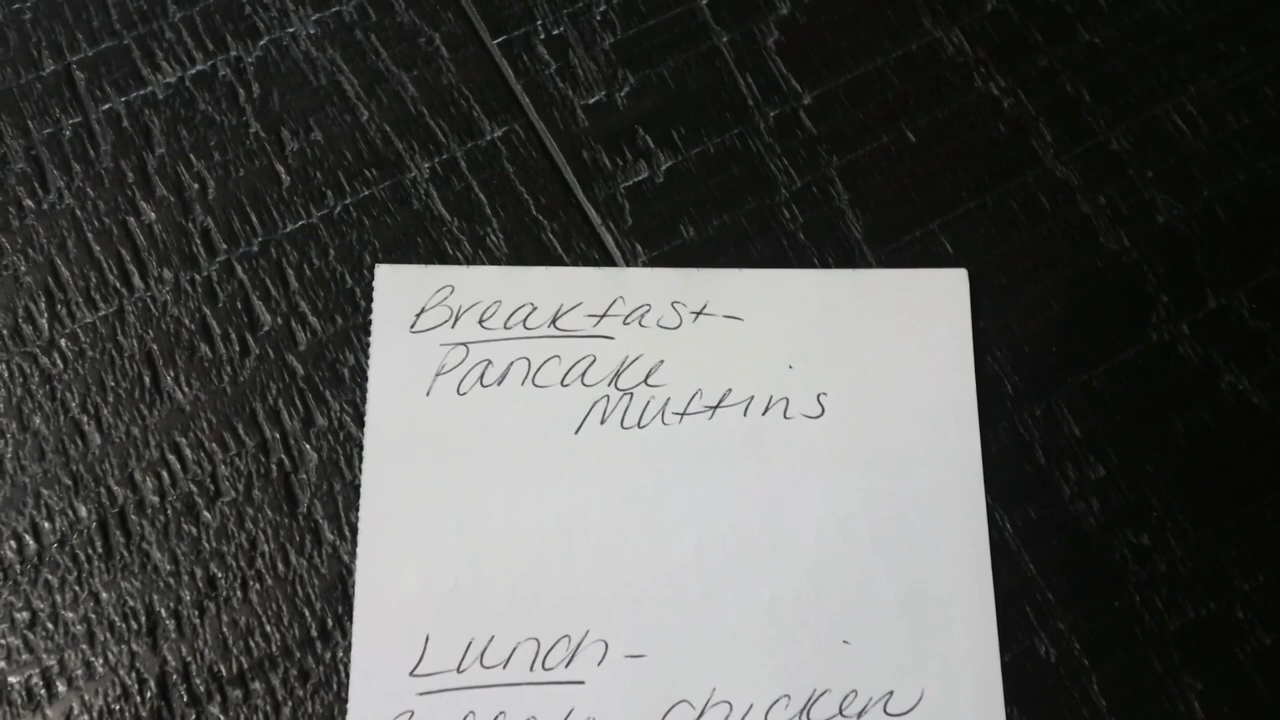 Breakfast-
Pancake
Muffins
Lunch-
chicken